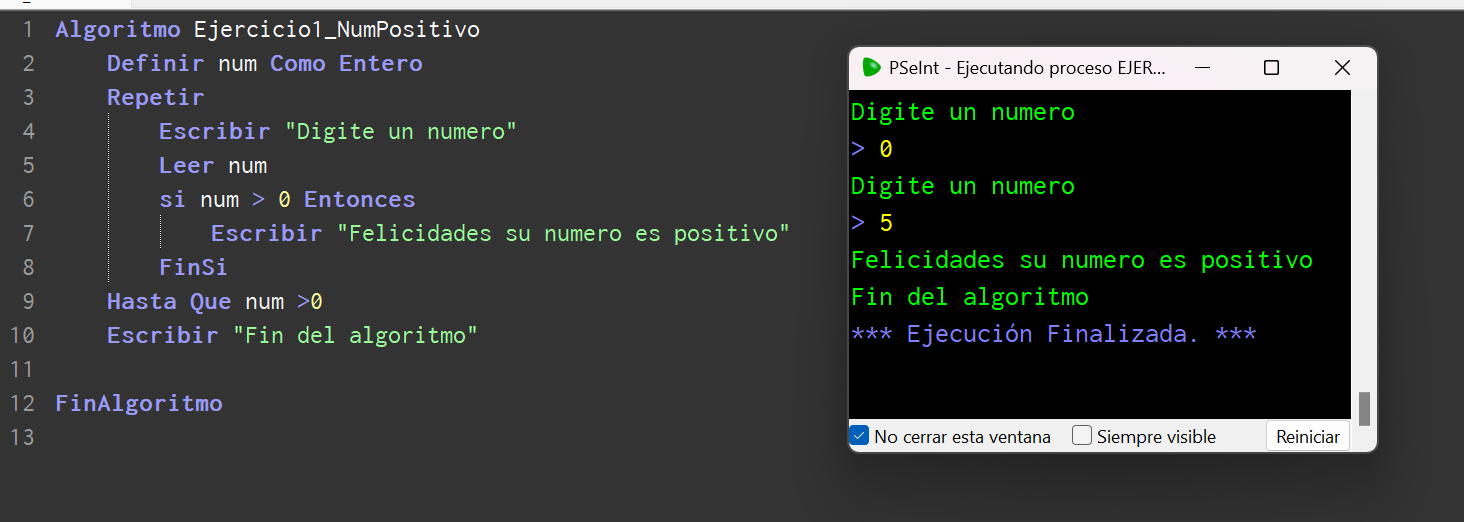 1 Algoritmo Ejercicio1_NumPositivo
2 Definir num Como Entero
3 Repetir
4 Escribir "Digite un numero"
5 Leer num
6 si num > 0 Entonces
7 Escribir "Felicidades su numero es positivo"
8 FinSi
9 Hasta Que num >0
10 Escribir "Fin del algoritmo"
11
12 FinAlgoritmo
13
PSeInt - Ejecutando proceso EJER...
Digite un numero
> 0
Digite un numero
> 5
Felicidades su numero es positivo
Fin del algoritmo
*** Ejecución Finalizada. ***
No cerrar esta ventana Siempre visible Reiniciar